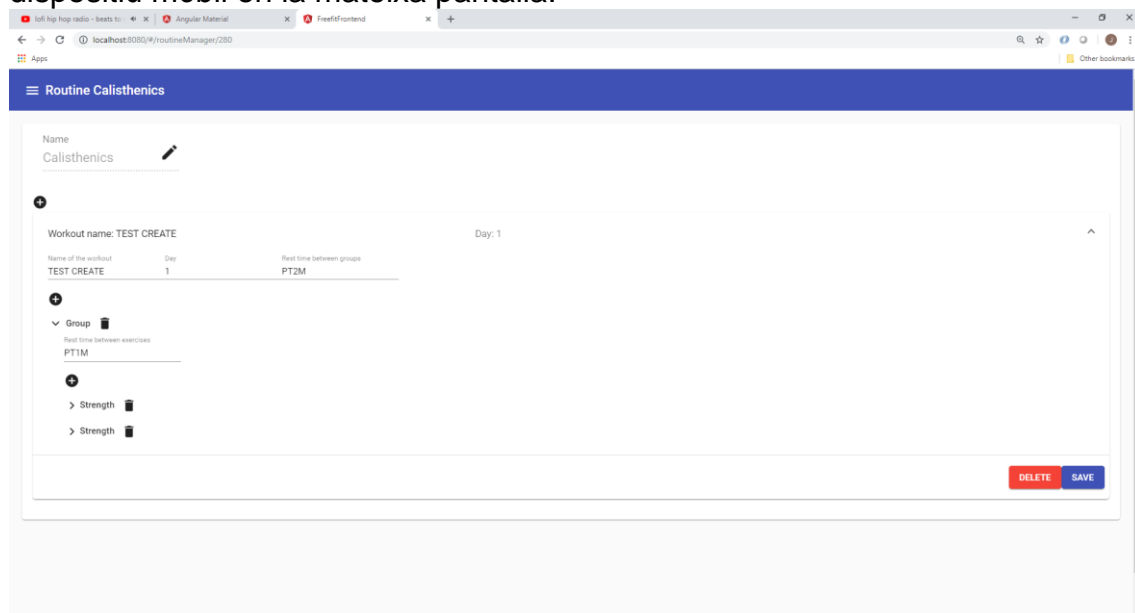 dispositiu mòbil en la mateixa pantalla.
lofi hip hop radio - beats to
Angular Material
FreefitFrontend
localhost:8080/#/routineManager/280
Apps
Other bookmarks
Routine Calisthenics
Name
Calisthenics
Workout name: TEST CREATE
Day: 1
Name of the workout
Day
Rest time between groups
TEST CREATE
1
PT2M
Group
Rest time between exercises
PT1M
Strength
Strength
DELETE
SAVE